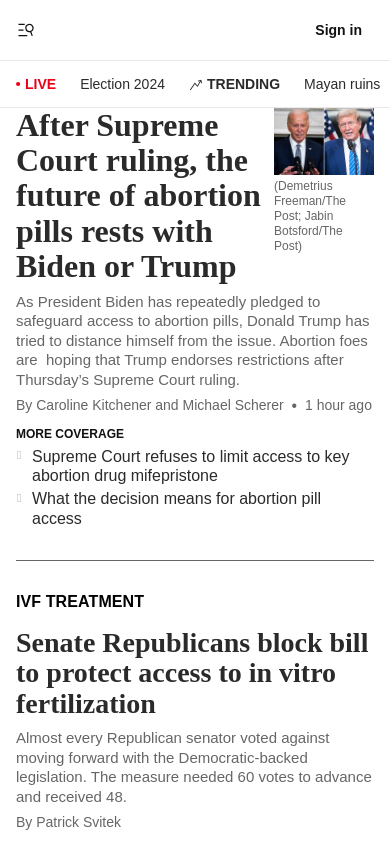 Sign in
• LIVE
Election 2024
TRENDING
Mayan ruins
After Supreme
Court ruling, the
future of abortion
pills rests with
Biden or Trump
(Demetrius
Freeman/The
Post; Jabin
Botsford/The
Post)
As President Biden has repeatedly pledged to
safeguard access to abortion pills, Donald Trump has
tried to distance himself from the issue. Abortion foes
are  hoping that Trump endorses restrictions after
Thursday’s Supreme Court ruling.
By Caroline Kitchener and Michael Scherer • 1 hour ago
MORE COVERAGE
Supreme Court refuses to limit access to key
abortion drug mifepristone
What the decision means for abortion pill
access
IVF TREATMENT
Senate Republicans block bill
to protect access to in vitro
fertilization
Almost every Republican senator voted against
moving forward with the Democratic-backed
legislation. The measure needed 60 votes to advance
and received 48.
By Patrick Svitek